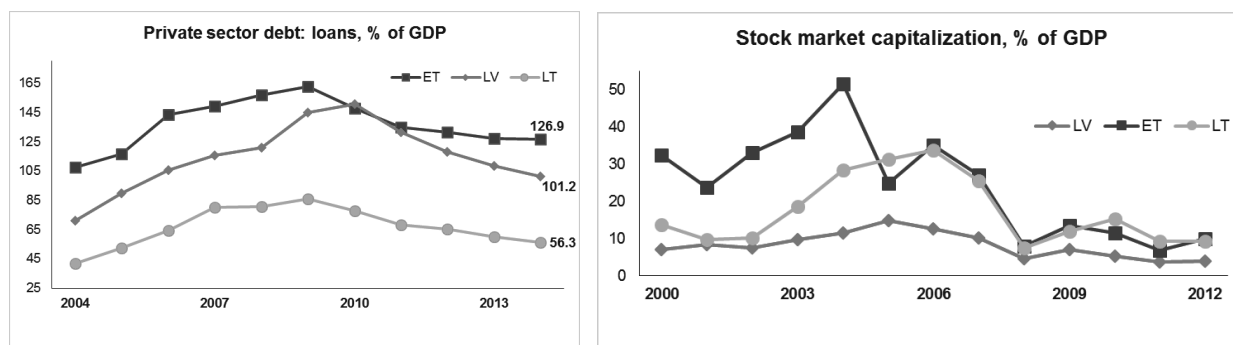 Private sector debt: loans, % of GDP
ET LV LT
165
145
125
105
85
65
45
25
126.9
101.2
56.3
2004 2007 2010 2013
Stock market capitalization, % of GDP
LV ET LT
50
40
30
20
10
0
2000 2003 2006 2009 2012